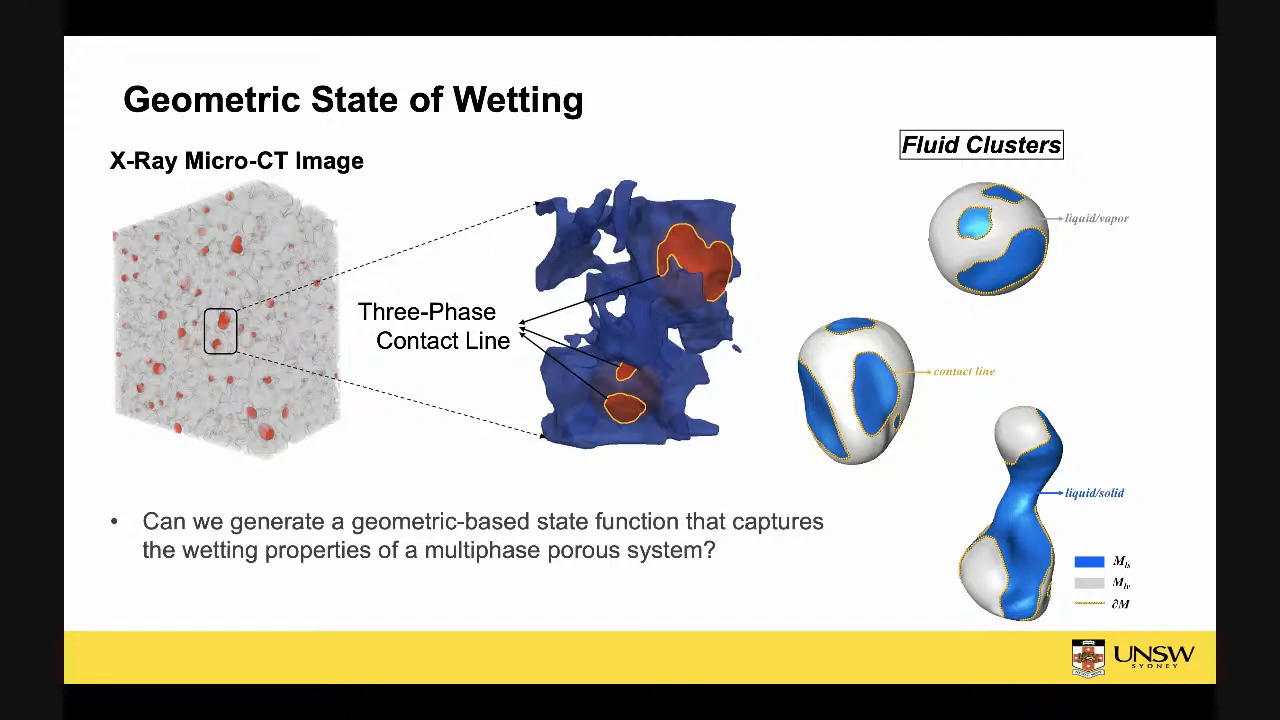 Geometric State of Wetting
X-Ray Micro-CT Image
Three-Phase
Contact Line
Fluid Clusters
liquid/vapor
contact line
liquid/solid
• Can we generate a geometric-based state function that captures
the wetting properties of a multiphase porous system?
M_ls
M_lv
∂M
UNSW
SYDNEY